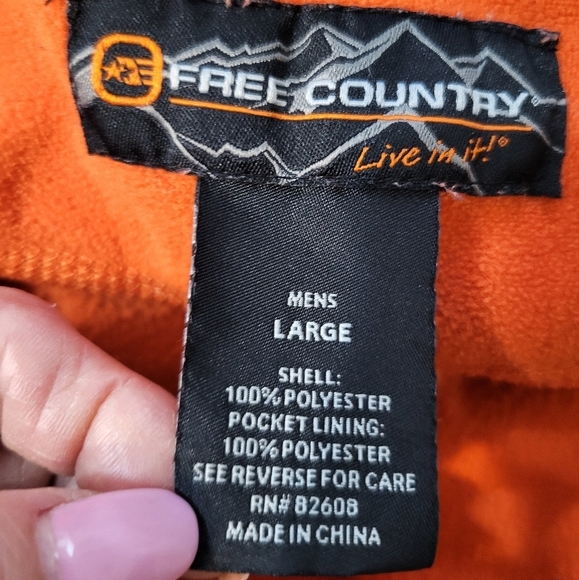 FREE COUNTRY®
Live in it!®
MENS
LARGE
SHELL:
100% POLYESTER
POCKET LINING:
100% POLYESTER
SEE REVERSE FOR CARE
RN# 82608
MADE IN CHINA